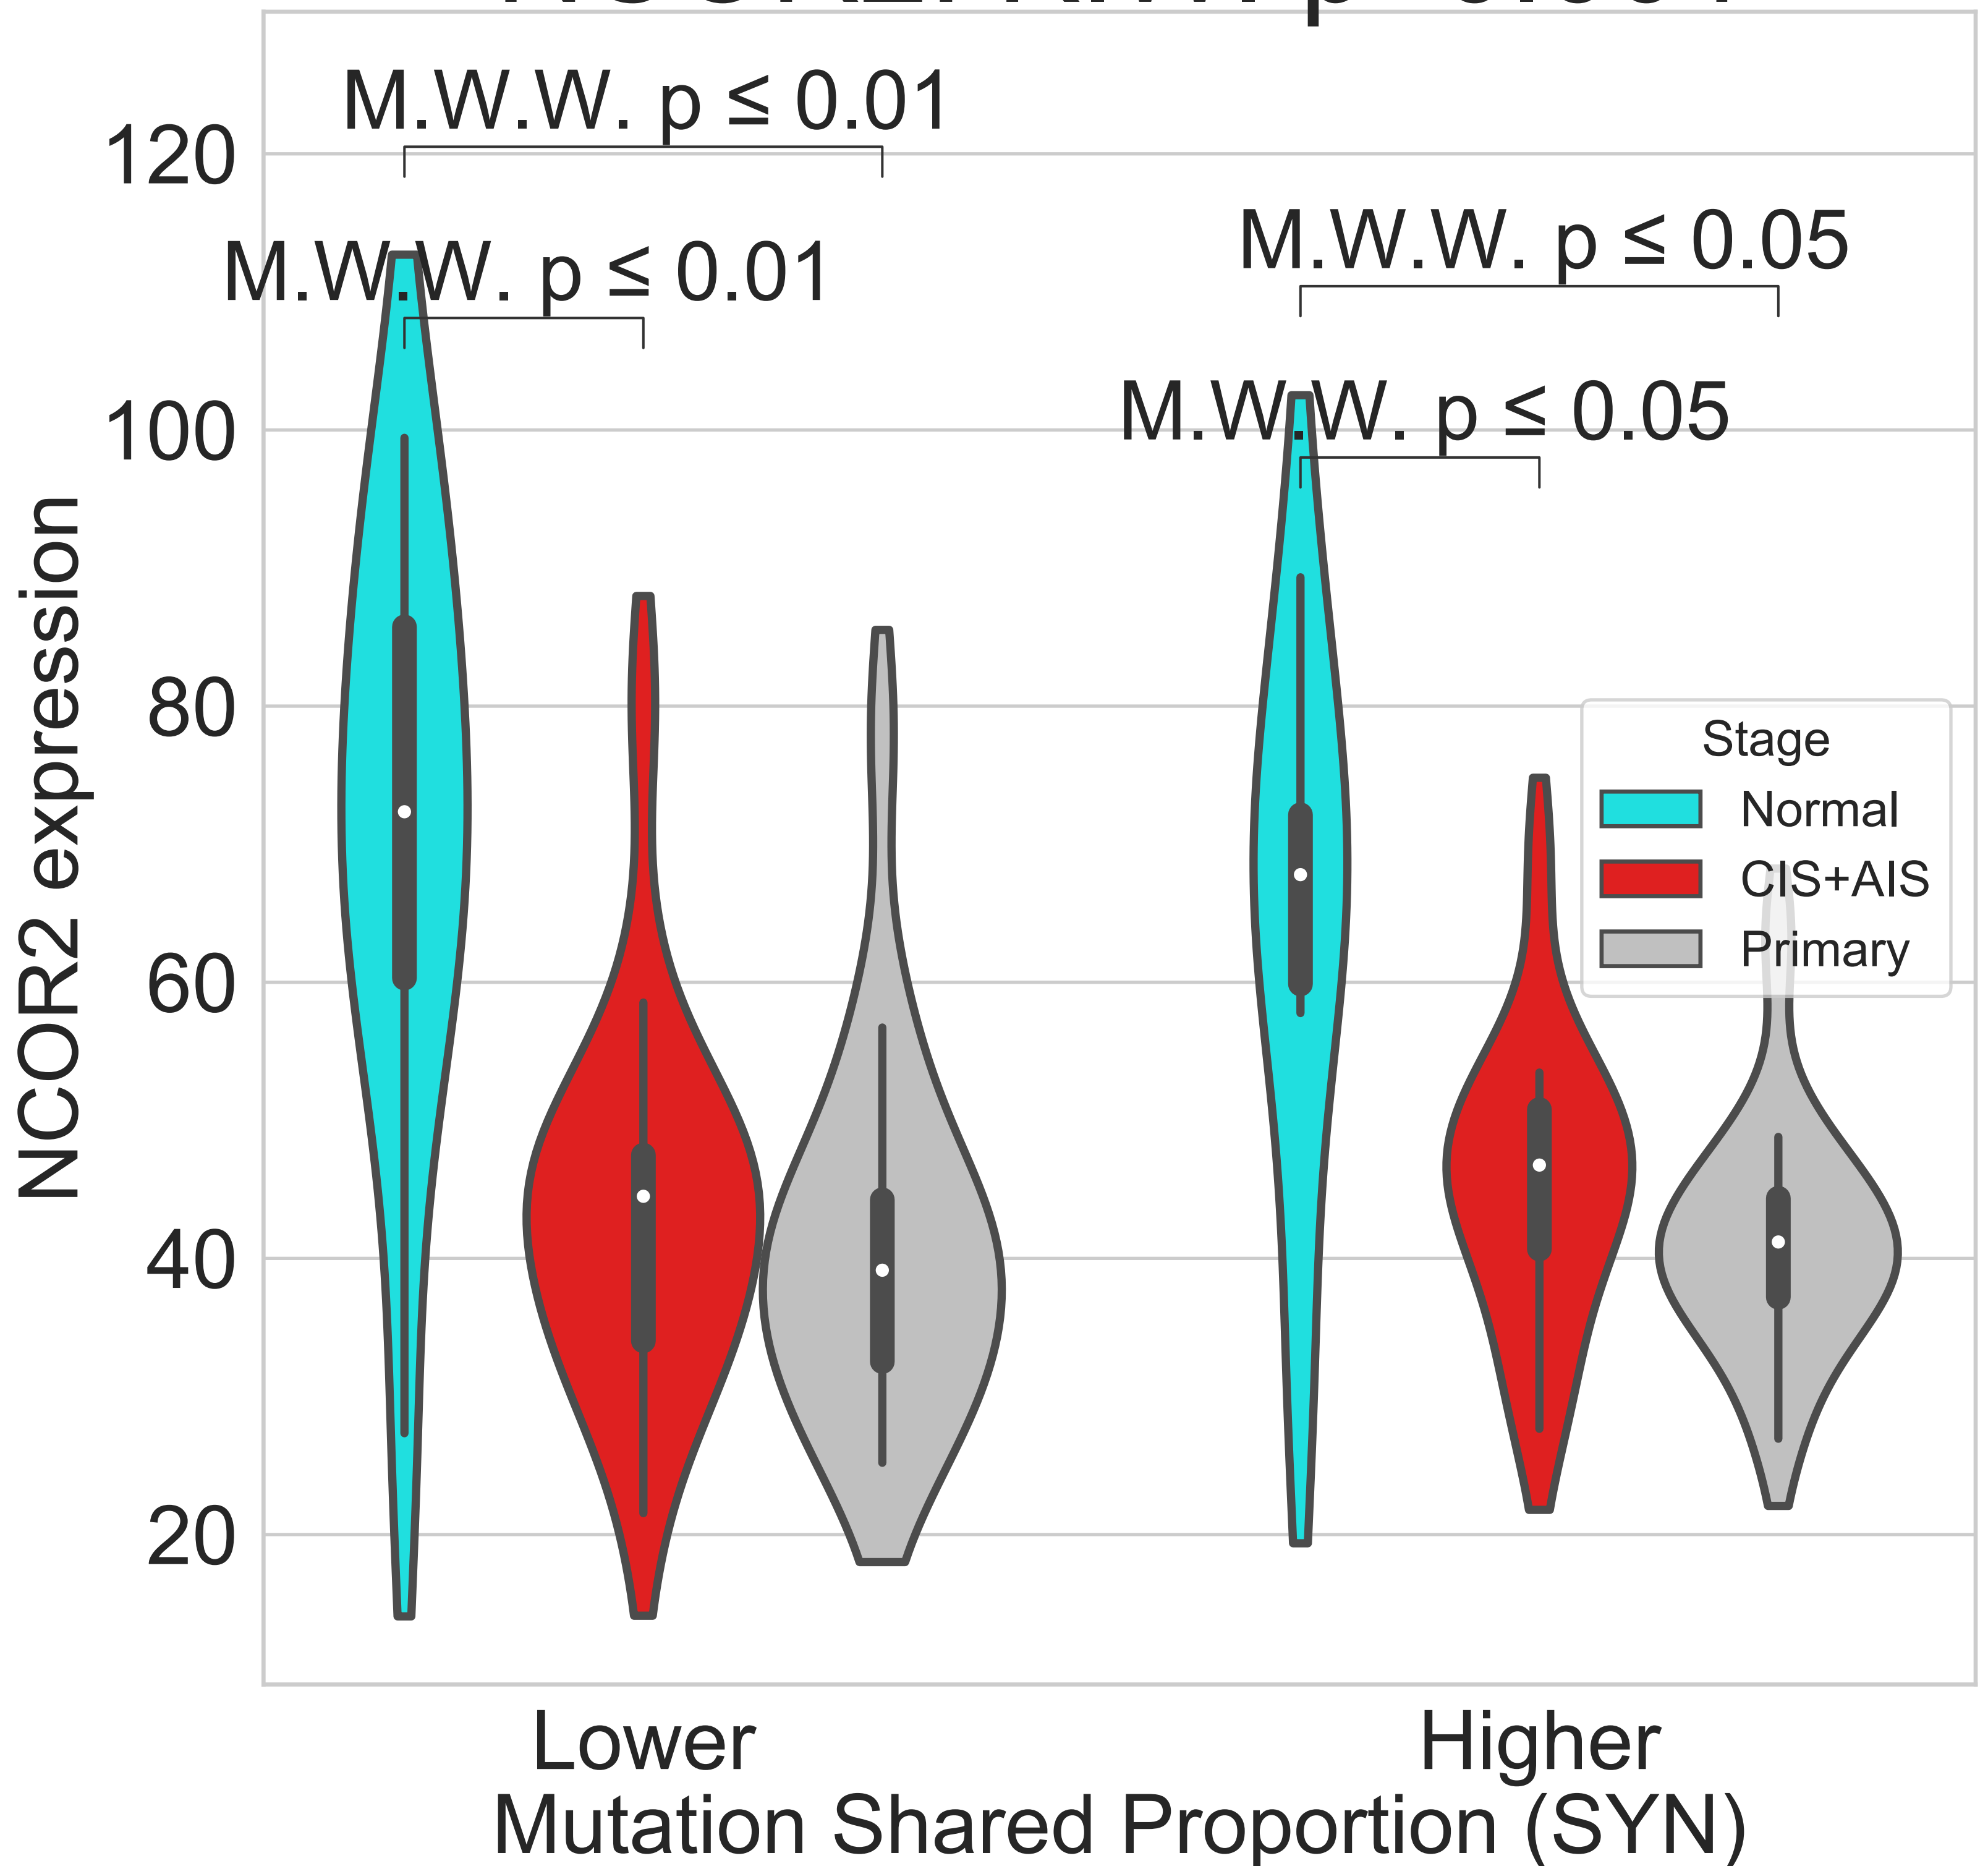 M.W.W. p ≤ 0.01
M.W.W. p ≤ 0.01
M.W.W. p ≤ 0.05
M.W.W. p ≤ 0.05
120
100
80
60
40
20
NCOR2 expression
Stage
Normal
CIS+AIS
Primary
Lower
Higher
Mutation Shared Proportion (SYN)